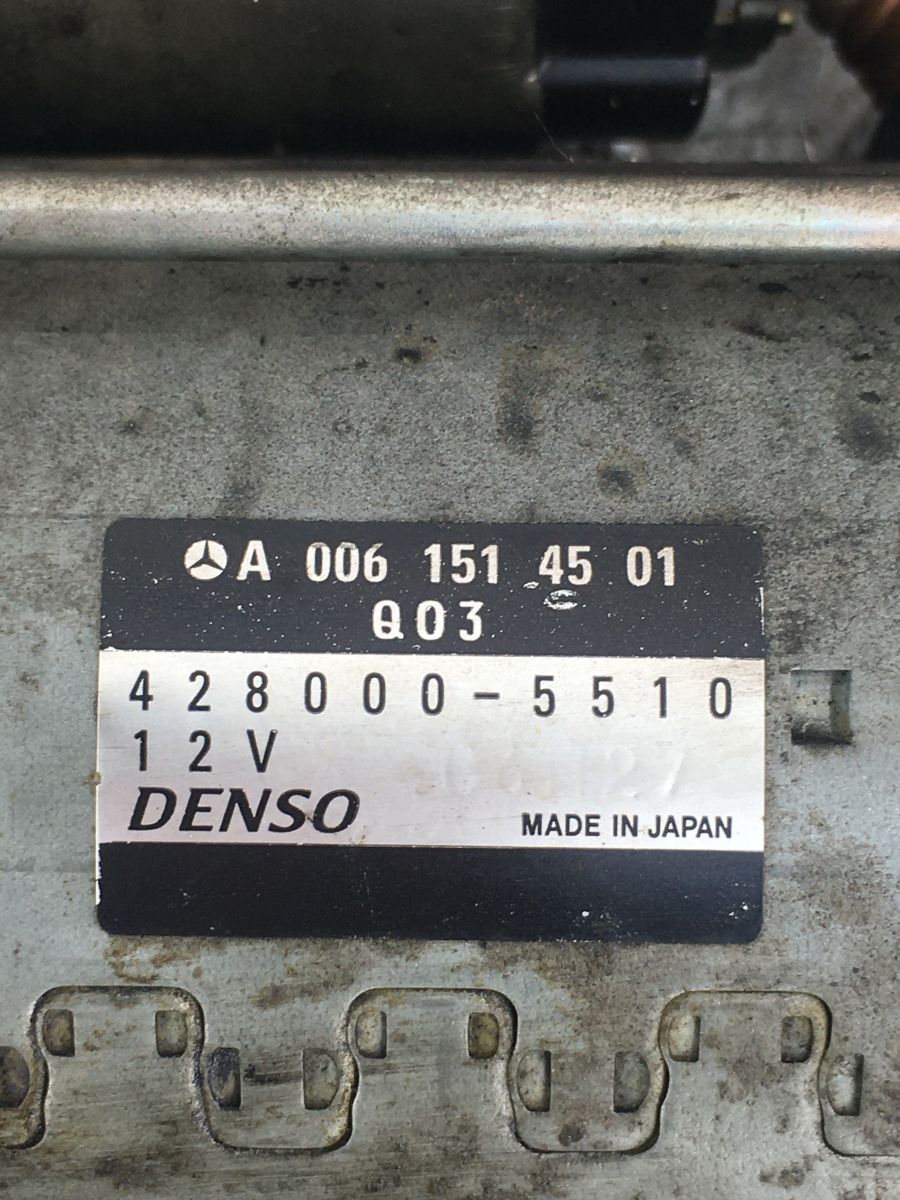 A 006 151 45 01
Q03
428000-5510
12V
DENSO
MADE IN JAPAN